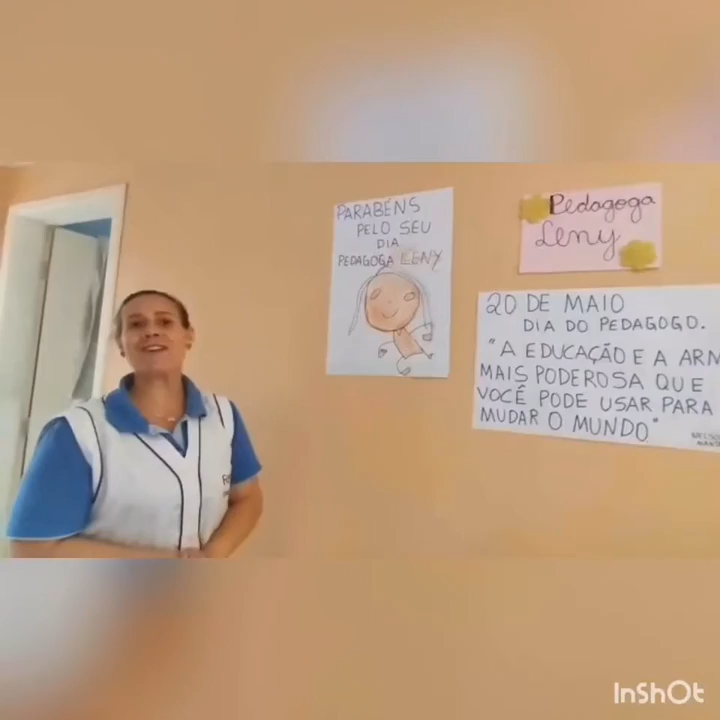 PARABÉNS
PELO SEU
DIA
PEDAGOGA LENY
Pedagoga
Leny
20 DE MAIO
DIA DO PEDAGOGO.
"A EDUCAÇÃO E A ARM
MAIS PODEROSA QUE
VOCÊ PODE USAR PARA
MUDAR O MUNDO"
InShOt